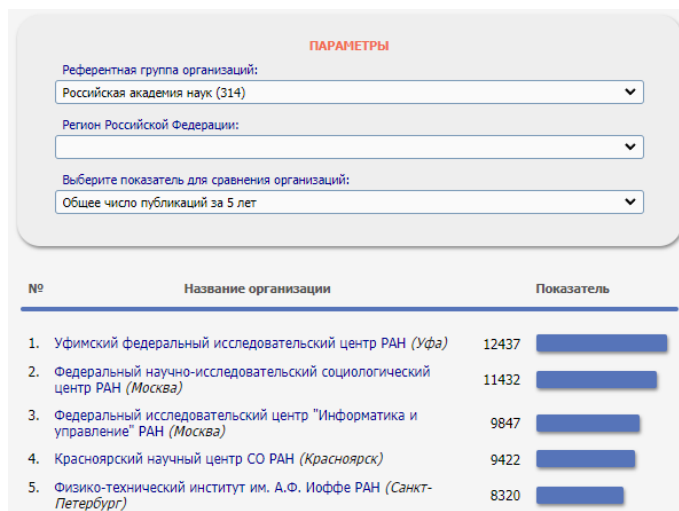 ПАРАМЕТРЫ
Референтная группа организаций:
Российская академия наук (314)
Регион Российской Федерации:
Выберите показатель для сравнения организаций:
Общее число публикаций за 5 лет
№ Название организации Показатель
1. Уфимский федеральный исследовательский центр РАН (Уфа) 12437
2. Федеральный научно-исследовательский социологический
центр РАН (Москва) 11432
3. Федеральный исследовательский центр "Информатика и
управление" РАН (Москва) 9847
4. Красноярский научный центр СО РАН (Красноярск) 9422
5. Физико-технический институт им. А.Ф. Иоффе РАН (Санкт-
Петербург) 8320